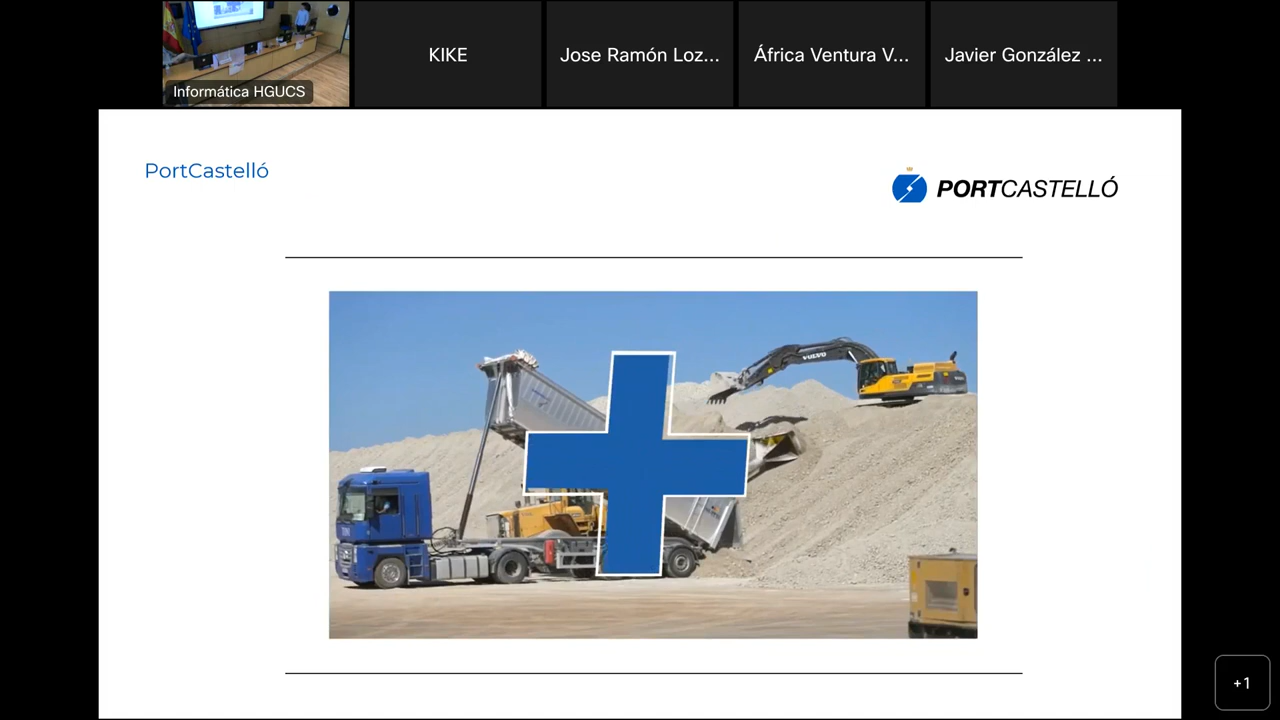 Informática HGUCS
KIKE
Jose Ramón Loz...
África Ventura V...
Javier González ...
PortCastelló
PORTCASTELLÓ
VOLVO
+1